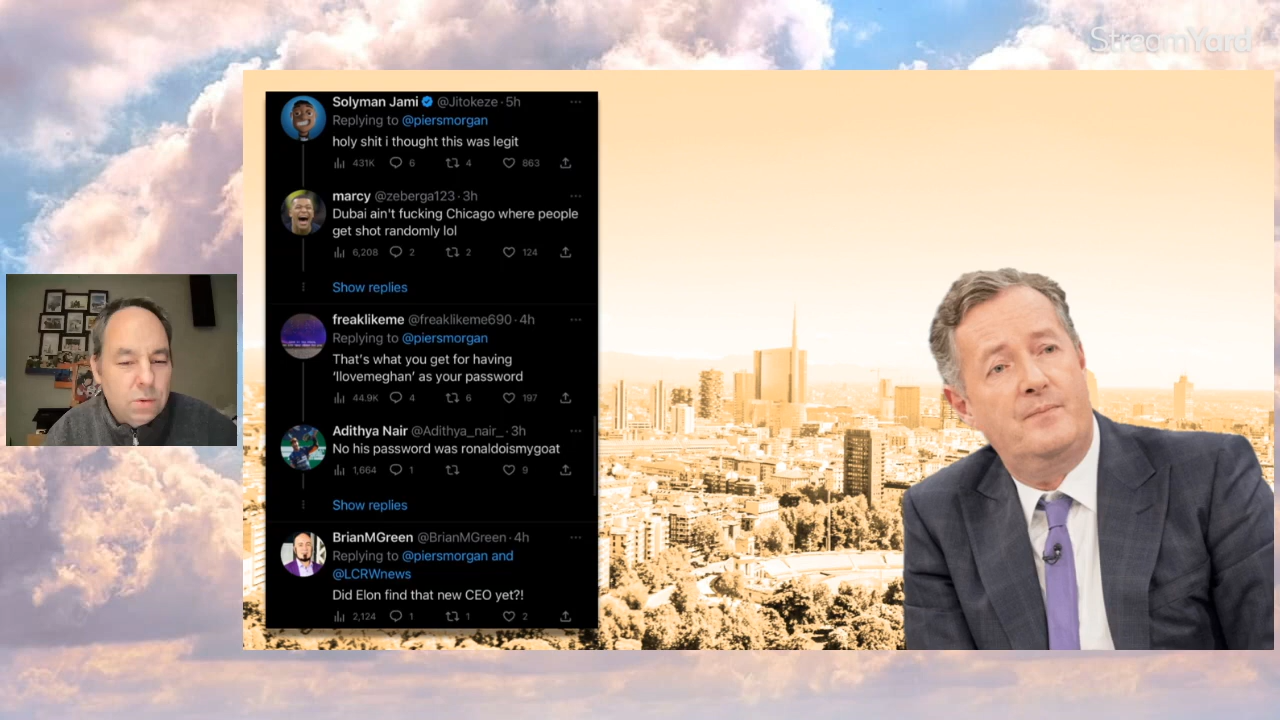 StreamYard
Solyman Jami @Jitokeze · 5h
Replying to @piersmorgan
holy shit i thought this was legit
431K 6 4 863
marcy @zeberga123 · 3h
Dubai ain't fucking Chicago where people
get shot randomly lol
6,208 2 2 124
Show replies
freaklikeme @freaklikeme690 · 4h
Replying to @piersmorgan
That's what you get for having
'Ilovemeghan' as your password
44.9K 4 6 197
Adithya Nair @Adithya_nair_ · 3h
No his password was ronaldoismygoat
1,664 1 9
Show replies
BrianMGreen @BrianMGreen · 4h
Replying to @piersmorgan and
@LCRWnews
Did Elon find that new CEO yet?!
2,124 1 1 2